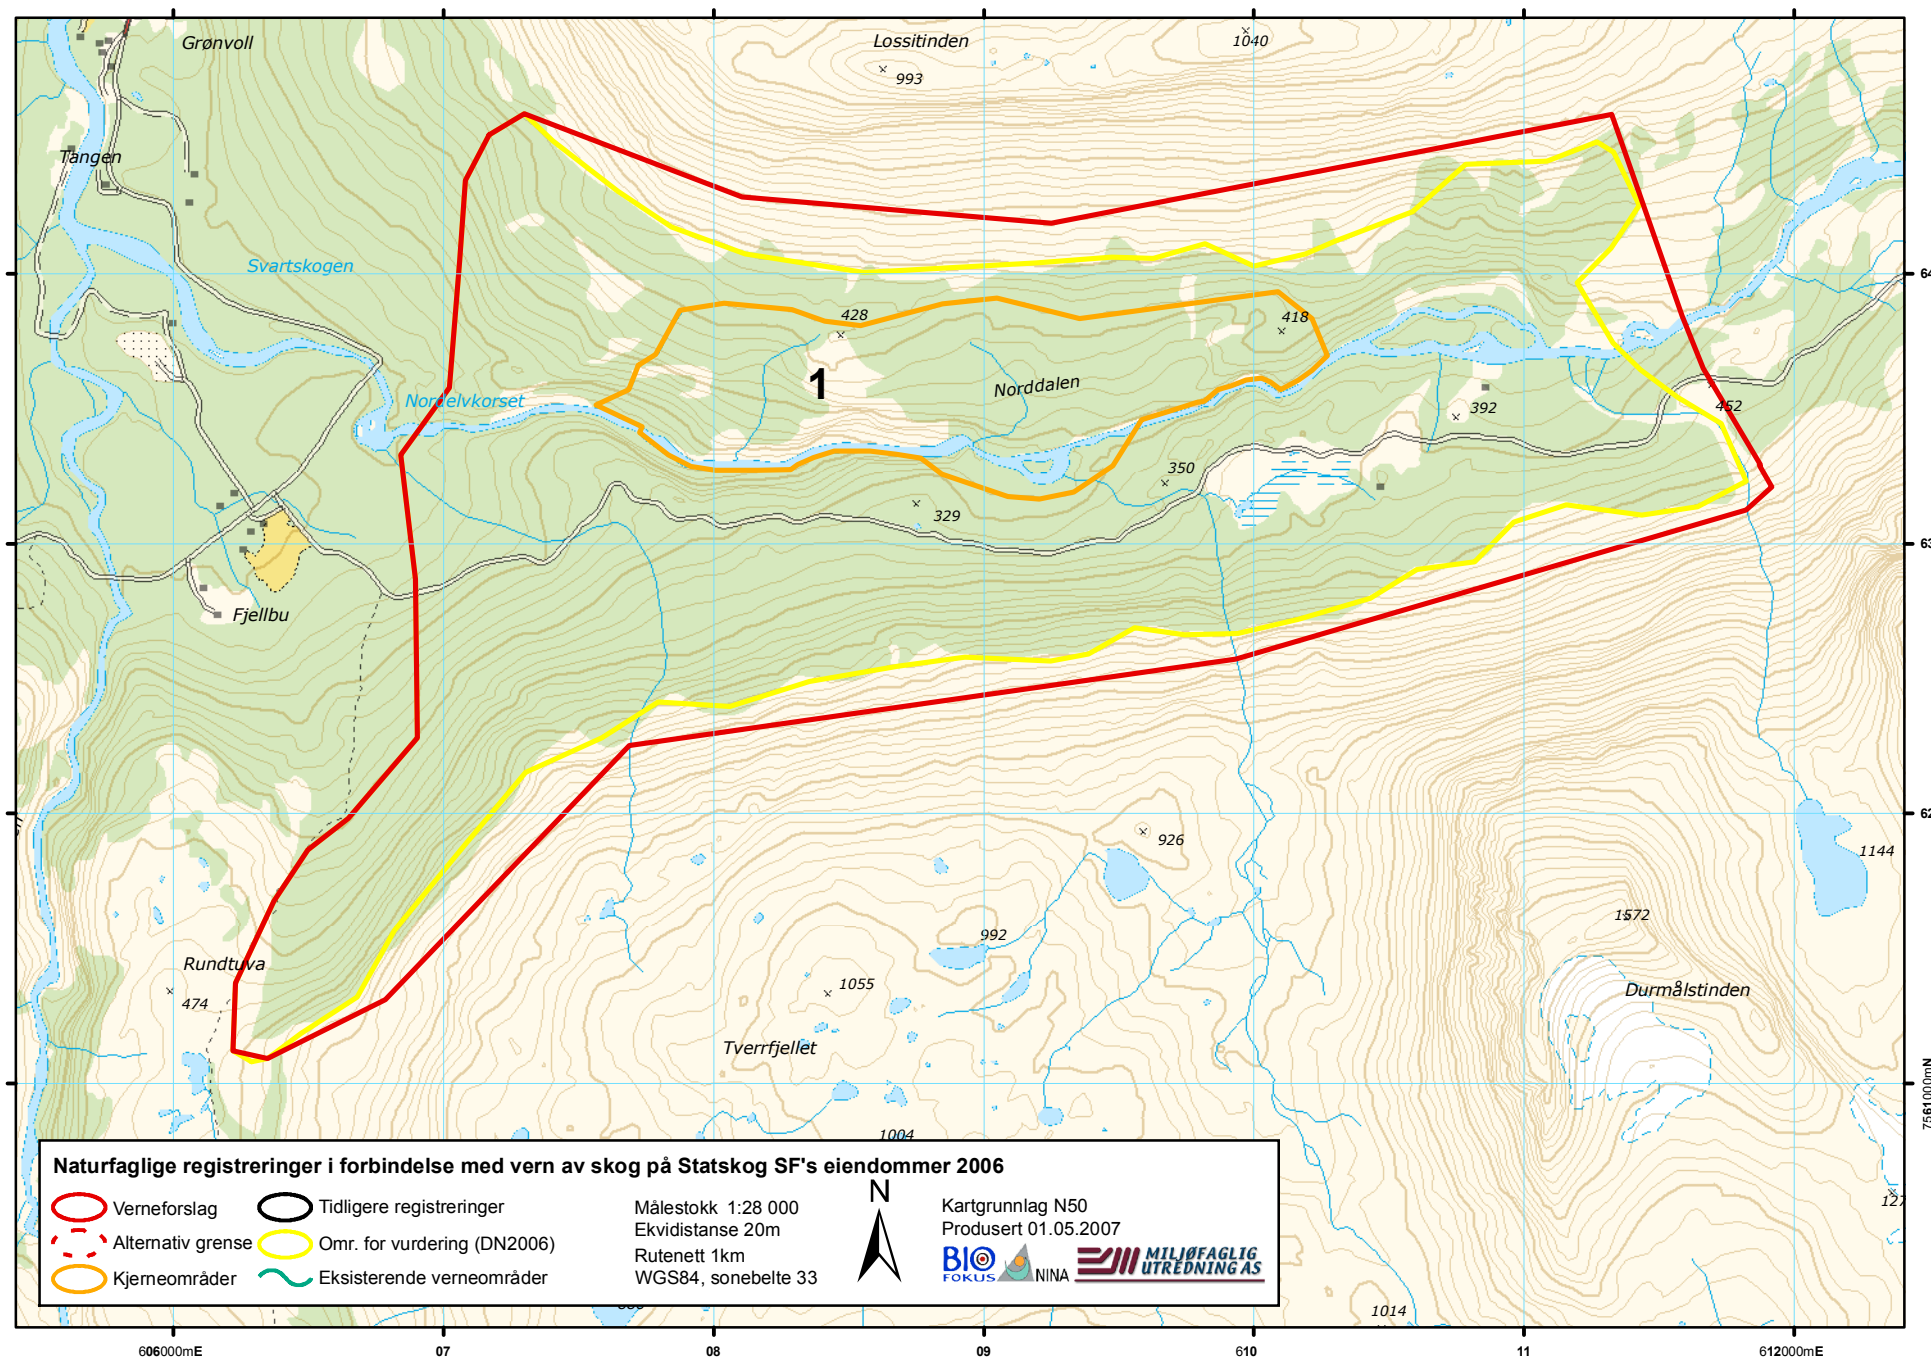 Grønvoll
Lossitinden
1040
993
Tangen
Svartskogen
64
428
418
1
Norddalen
Nordelvkorset
392
452
350
329
63
Fjellbu
62
926
1144
1572
992
Rundtuva
474
1055
Durmålstinden
Tverrfjellet
7561000mN
1004
Naturfaglige registreringer i forbindelse med vern av skog på Statskog SF's eiendommer 2006
Verneforslag
Tidligere registreringer
Alternativ grense
Omr. for vurdering (DN2006)
Kjerneområder
Eksisterende verneområder
Målestokk 1:28 000
Ekvidistanse 20m
Rutenett 1km
WGS84, sonebelte 33
N
Kartgrunnlag N50
Produsert 01.05.2007
BIO
FOKUS
NINA
MILJØFAGLIG
UTREDNING AS
1014
606000mE
07
08
09
610
11
612000mE